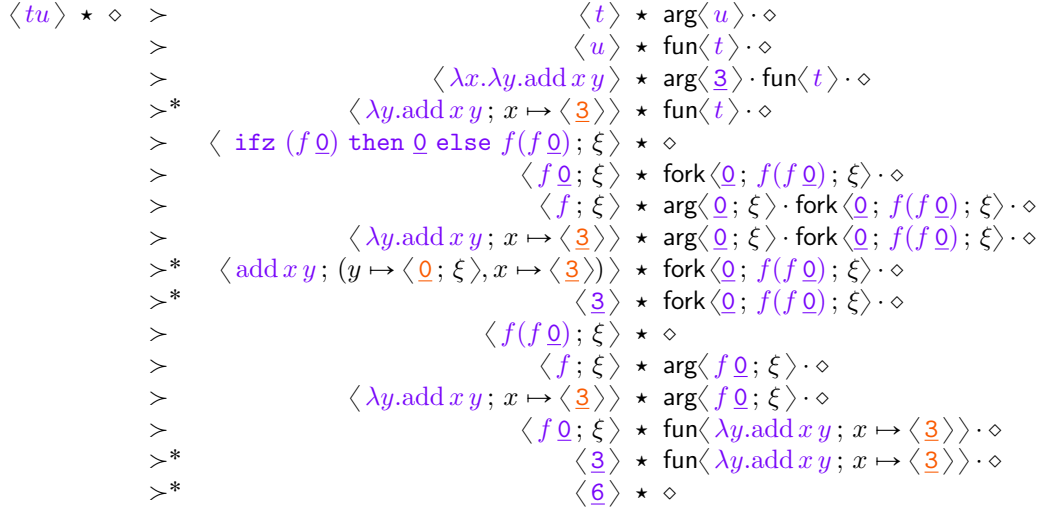 ⟨tu⟩ ⋆ ⋄ ≻ ⟨t⟩ ⋆ arg⟨u⟩·⋄
≻ ⟨u⟩ ⋆ fun⟨t⟩·⋄
≻ ⟨λx.λy.add x y⟩ ⋆ arg⟨3⟩·fun⟨t⟩·⋄
≻* ⟨λy.add x y; x ↦ ⟨3⟩⟩ ⋆ fun⟨t⟩·⋄
≻ ⟨ ifz (f 0) then 0 else f(f 0); ξ⟩ ⋆ ⋄
≻ ⟨f 0; ξ⟩ ⋆ fork⟨0; f(f 0); ξ⟩·⋄
≻ ⟨f; ξ⟩ ⋆ arg⟨0; ξ⟩·fork⟨0; f(f 0); ξ⟩·⋄
≻ ⟨λy.add x y; x ↦ ⟨3⟩⟩ ⋆ arg⟨0; ξ⟩·fork⟨0; f(f 0); ξ⟩·⋄
≻* ⟨add x y; (y ↦ ⟨0; ξ⟩, x ↦ ⟨3⟩)⟩ ⋆ fork⟨0; f(f 0); ξ⟩·⋄
≻* ⟨3⟩ ⋆ fork⟨0; f(f 0); ξ⟩·⋄
≻ ⟨f(f 0); ξ⟩ ⋆ ⋄
≻ ⟨f; ξ⟩ ⋆ arg⟨f 0; ξ⟩·⋄
≻ ⟨λy.add x y; x ↦ ⟨3⟩⟩ ⋆ arg⟨f 0; ξ⟩·⋄
≻ ⟨f 0; ξ⟩ ⋆ fun⟨λy.add x y; x ↦ ⟨3⟩⟩·⋄
≻* ⟨3⟩ ⋆ fun⟨λy.add x y; x ↦ ⟨3⟩⟩·⋄
≻* ⟨6⟩ ⋆ ⋄